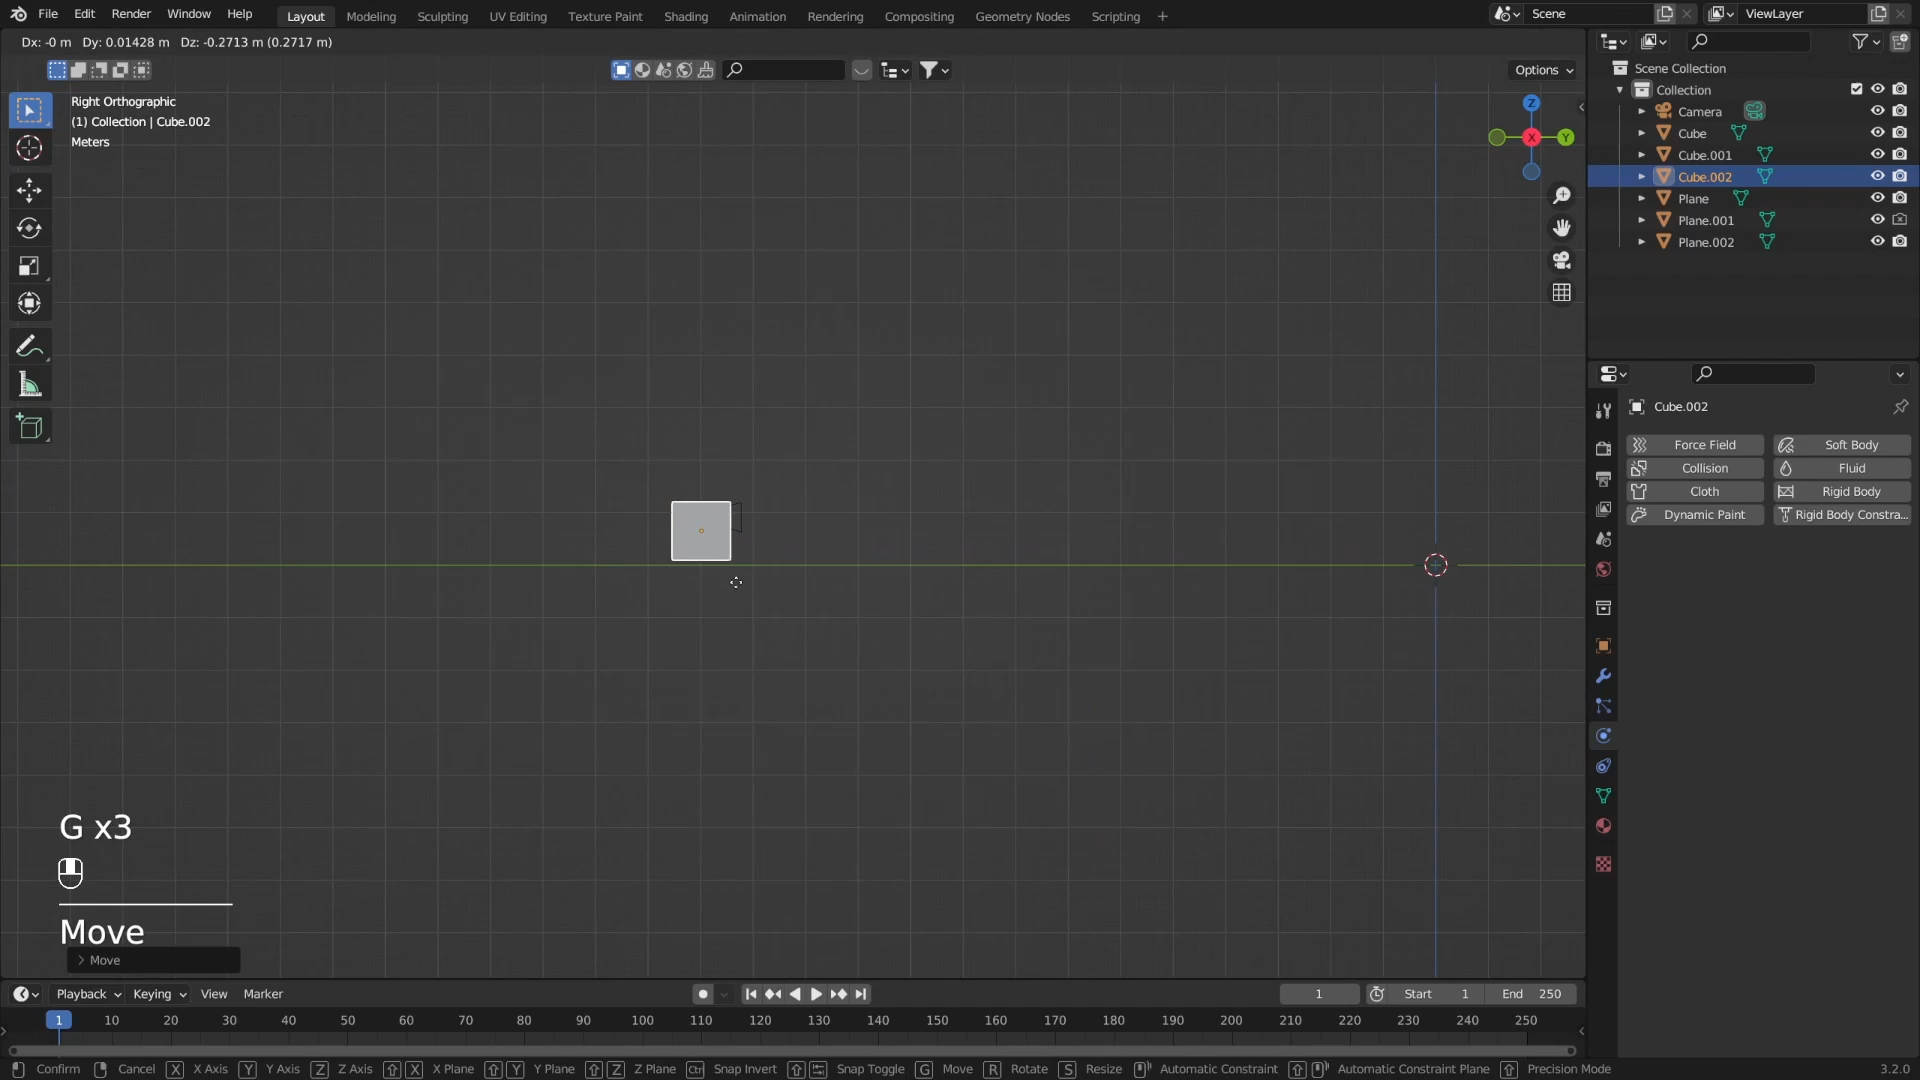 File Edit Render Window Help Layout Modeling Sculpting UV Editing Texture Paint Shading Animation Rendering Compositing Geometry Nodes Scripting + Scene ViewLayer
Dx: -0 m Dy: 0.01428 m Dz: -0.2713 m (0.2717 m)
Options
Right Orthographic
(1) Collection | Cube.002
Meters
Z
X
Y
Scene Collection
Collection
Camera
Cube
Cube.001
Cube.002
Plane
Plane.001
Plane.002
Cube.002
Force Field Soft Body
Collision Fluid
Cloth Rigid Body
Dynamic Paint Rigid Body Constra...
G x3
Move
Move
Playback Keying View Marker 1 Start 1 End 250
1 10 20 30 40 50 60 70 80 90 100 110 120 130 140 150 160 170 180 190 200 210 220 230 240 250
Confirm Cancel X X Axis Y Y Axis Z Z Axis X X Plane Y Y Plane Z Z Plane Ctrl Snap Invert Snap Toggle G Move R Rotate S Resize Automatic Constraint Automatic Constraint Plane Precision Mode 3.2.0